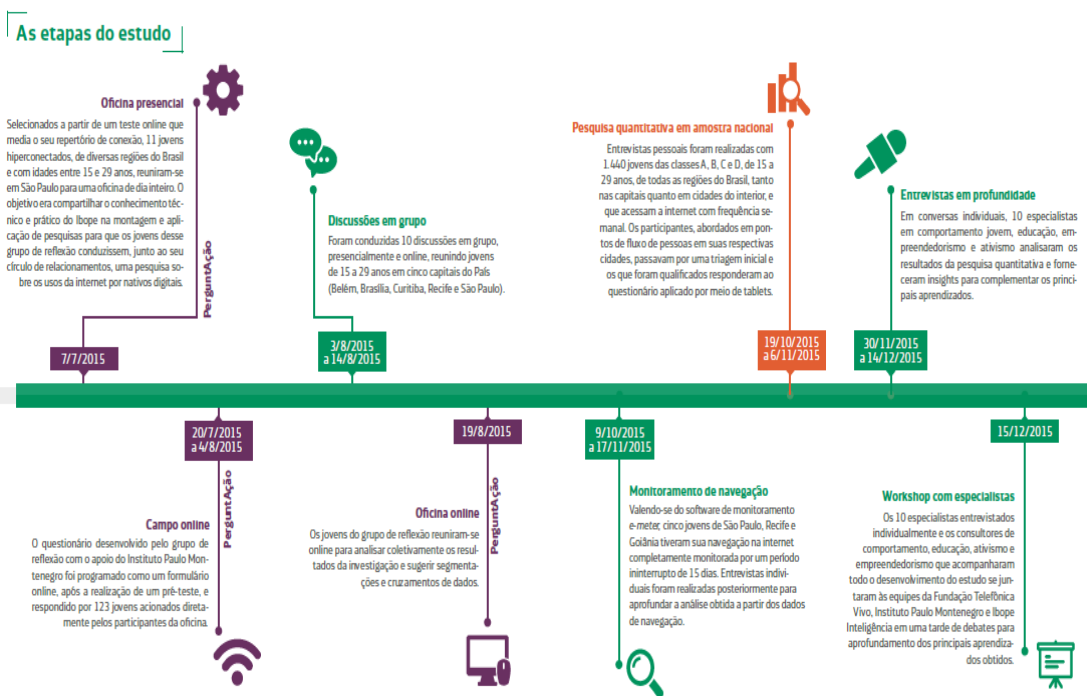 As etapas do estudo
Oficina presencial
Selecionados a partir de um teste online que
media o seu repertório de conexão, 11 jovens
hiperconectados, de diversas regiões do Brasil
e com idades entre 15 e 29 anos, reuniram-se
em São Paulo para uma oficina de dia inteiro. O
objetivo era compartilhar o conhecimento téc-
nico e prático do Ibope na montagem e apli-
cação de pesquisas para que os jovens desse
grupo de reflexão conduzissem, junto ao seu
círculo de relacionamentos, uma pesquisa so-
bre os usos da internet por nativos digitais.
PerguntAção
7/7/2015
Discussões em grupo
Foram conduzidas 10 discussões em grupo,
presencialmente e online, reunindo jovens
de 15 a 29 anos em cinco capitais do País
(Belém, Brasília, Curitiba, Recife e São Paulo).
3/8/2015
a 14/8/2015
Pesquisa quantitativa em amostra nacional
Entrevistas pessoais foram realizadas com
1.440 jovens das classes A, B, C e D, de 15 a
29 anos, de todas as regiões do Brasil, tanto
nas capitais quanto em cidades do interior, e
que acessam a internet com frequência se-
manal. Os participantes, abordados em pon-
tos de fluxo de pessoas em suas respectivas
cidades, passavam por uma triagem inicial e
os que foram qualificados responderam ao
questionário aplicado por meio de tablets.
19/10/2015
a 6/11/2015
Entrevistas em profundidade
Em conversas individuais, 10 especialistas
em comportamento jovem, educação, em-
preendedorismo e ativismo analisaram os
resultados da pesquisa quantitativa e forne-
ceram insights para complementar os princi-
pais aprendizados.
30/11/2015
a 14/12/2015
20/7/2015
a 4/8/2015
PerguntAção
Campo online
O questionário desenvolvido pelo grupo de
reflexão com o apoio do Instituto Paulo Mon-
tenegro foi programado como um formulário
online, após a realização de um pré-teste, e
respondido por 123 jovens acionados direta-
mente pelos participantes da oficina.
19/8/2015
PerguntAção
Oficina online
Os jovens do grupo de reflexão reuniram-se
online para analisar coletivamente os resul-
tados da investigação e sugerir segmenta-
ções e cruzamentos de dados.
9/10/2015
a 17/11/2015
Monitoramento de navegação
Valendo-se do software de monitoramento
e-meter, cinco jovens de São Paulo, Recife e
Goiânia tiveram sua navegação na internet
completamente monitorada por um período
ininterrupto de 15 dias. Entrevistas indivi-
duais foram realizadas posteriormente para
aprofundar a análise obtida a partir dos dados
de navegação.
15/12/2015
Workshop com especialistas
Os 10 especialistas entrevistados
individualmente e os consultores de
comportamento, educação, ativismo e
empreendedorismo que acompanharam
todo o desenvolvimento do estudo se jun-
taram às equipes da Fundação Telefônica
Vivo, Instituto Paulo Montenegro e Ibope
Inteligência em uma tarde de debates para
aprofundamento dos principais aprendiza-
dos obtidos.